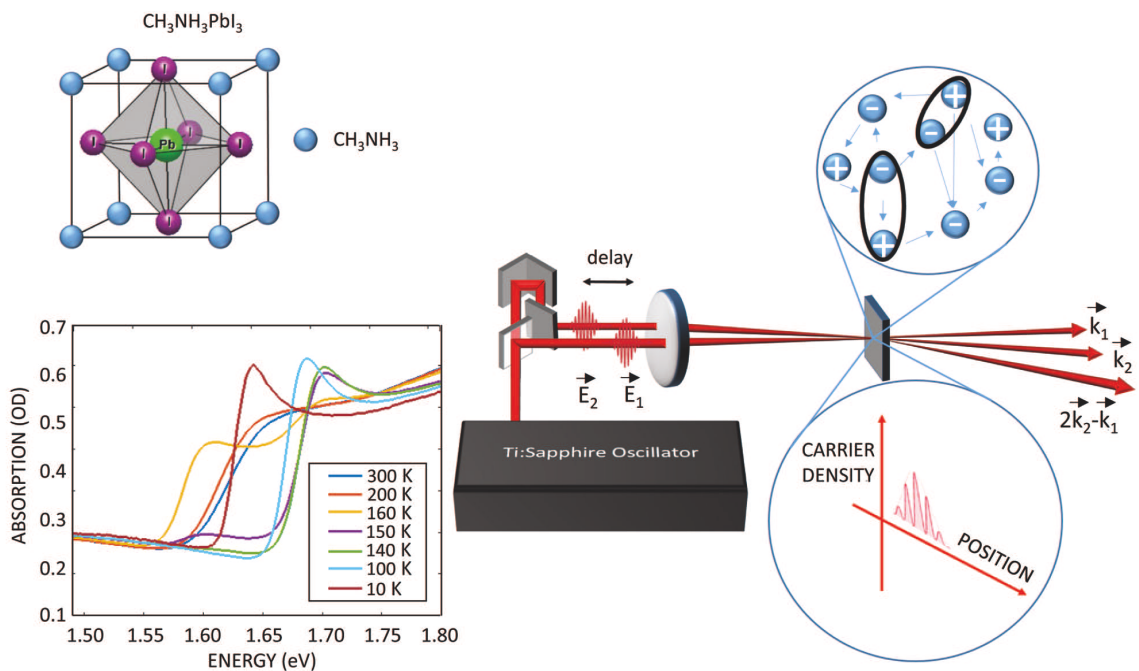 CH₃NH₃PbI₃
I
I
I
Pb
I
I
I
CH₃NH₃
0.7
0.6
0.5
0.3
0.2
0.1
ABSORPTION (OD)
300 K
200 K
160 K
150 K
140 K
100 K
10 K
1.50 1.55 1.60 1.65 1.70 1.75 1.80
ENERGY (eV)
delay
E₂ E₁
Ti:Sapphire Oscillator
k₁
k₂
2k₂-k₁
+
−
−
+
+
−
−
−
+
CARRIER
DENSITY
POSITION